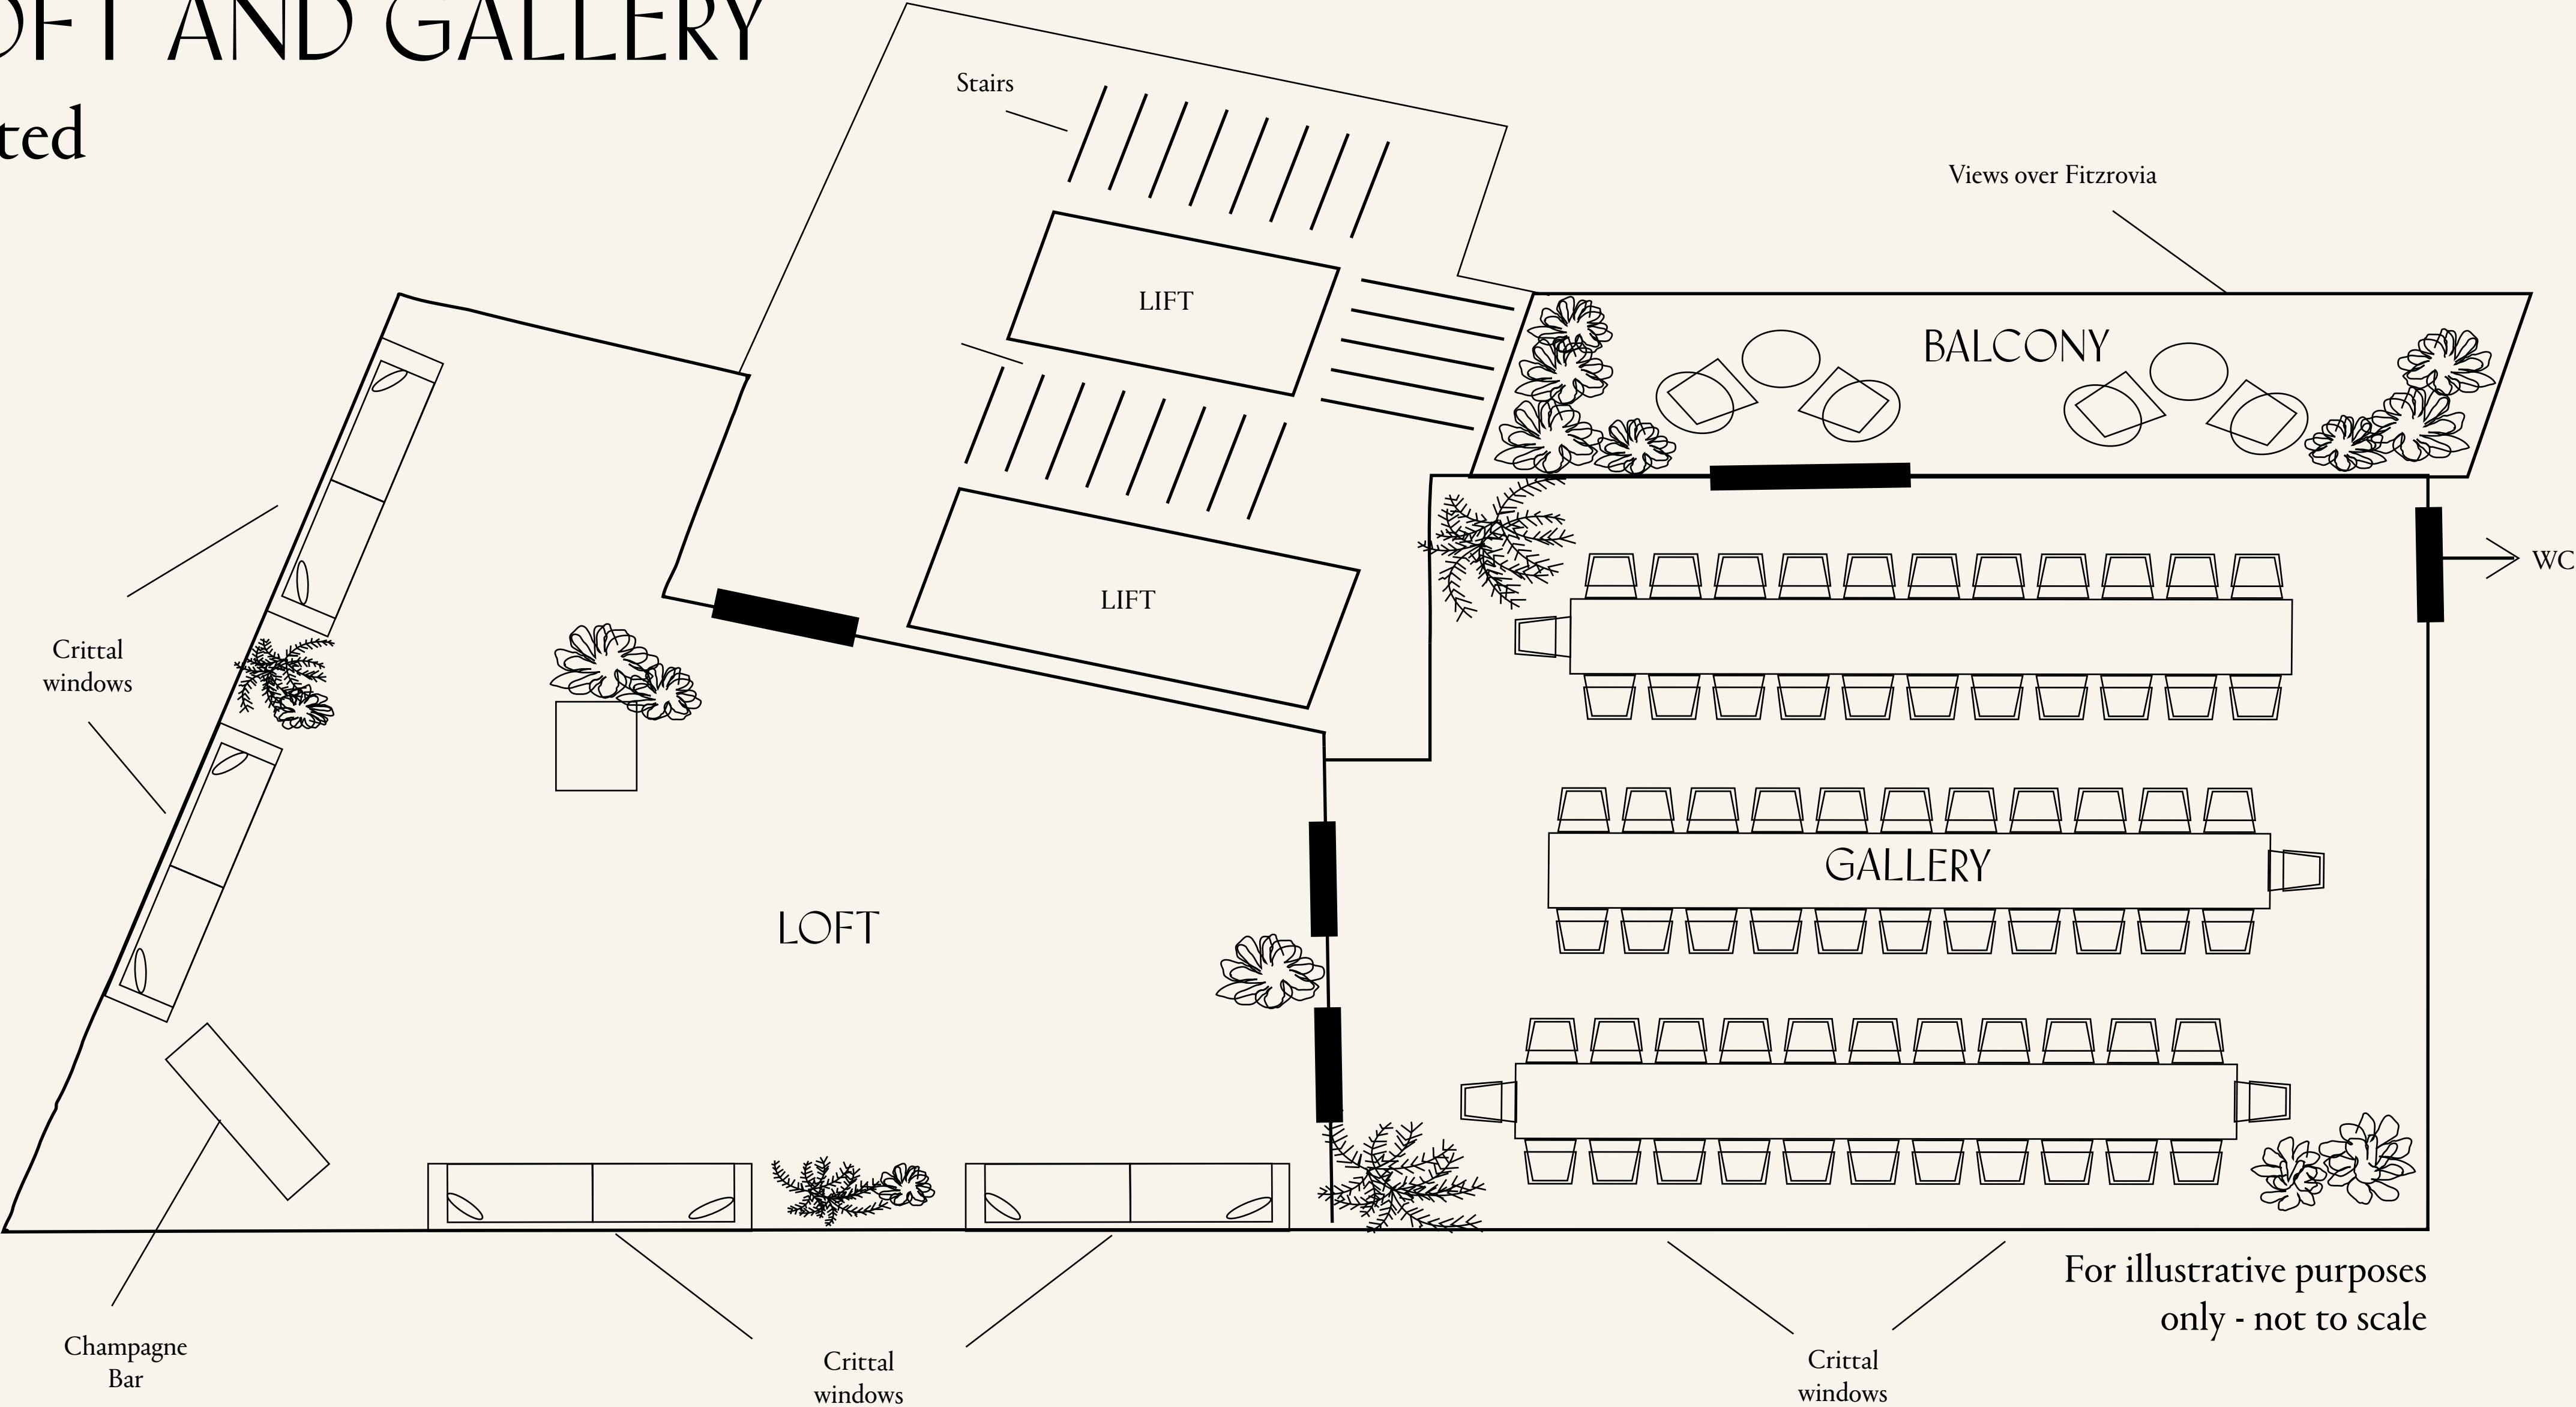 OFT AND GALLERY
ted
Stairs
Views over Fitzrovia
LIFT
BALCONY
WC
LIFT
Crittal
windows
GALLERY
LOFT
For illustrative purposes
only - not to scale
Champagne
Bar
Crittal
windows
Crittal
windows